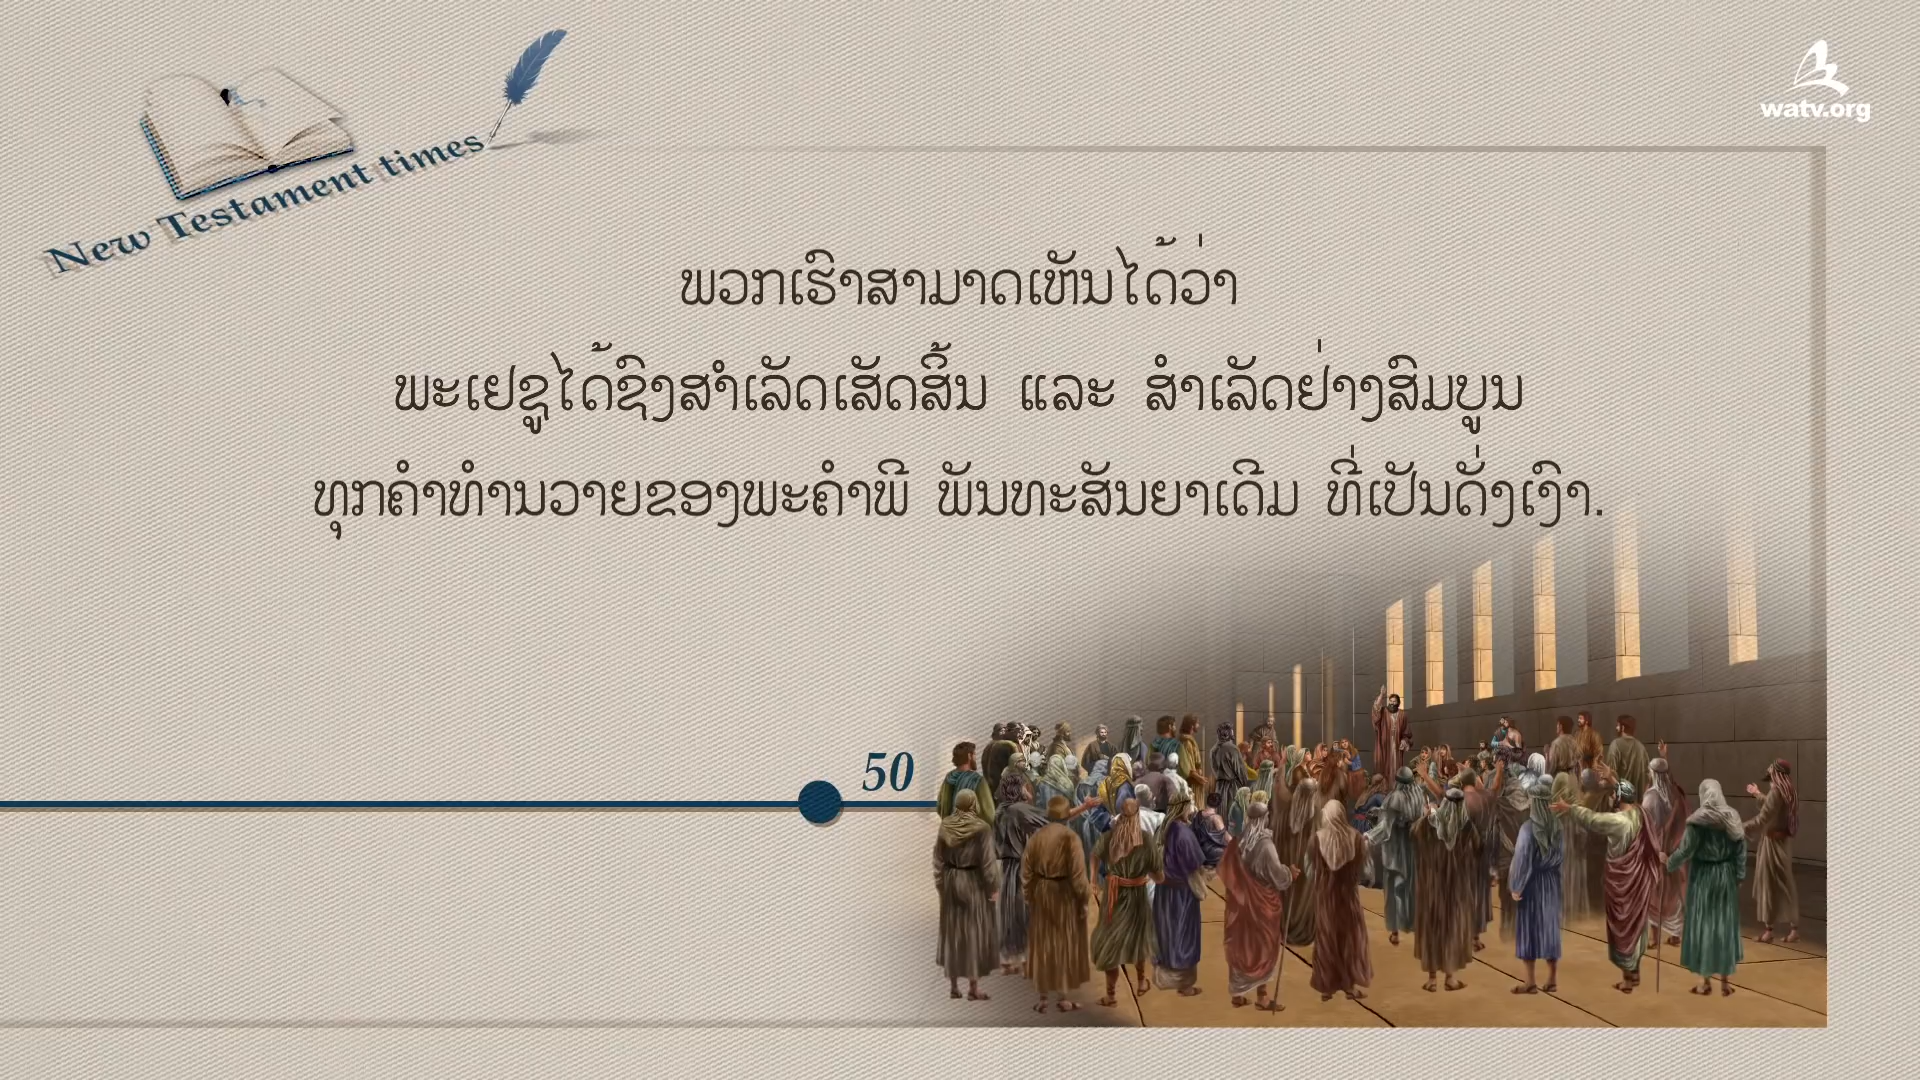 New Testament times
watv.org
ພວກເຮົາສາມາດເຫັນໄດ້ວ່າ
ພະເຢຊູໄດ້ຊົງສຳເລັດເສັດສິ້ນ ແລະ ສຳເລັດຢ່າງສົມບູນ
ທຸກຄຳທຳນວາຍຂອງພະຄຳພີ ພັນທະສັນຍາເດີມ ທີ່ເປັນດັ່ງເງົາ.
50